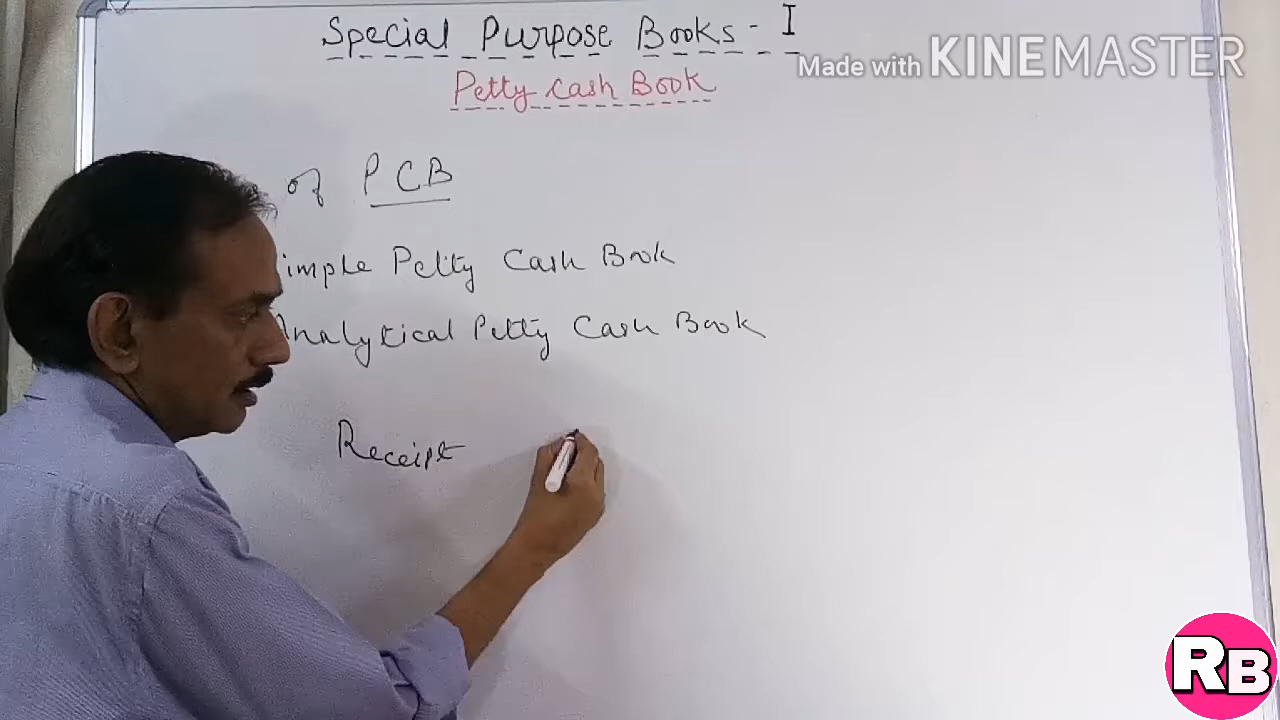 Special Purpose Books - I
Made with KINEMASTER
Petty Cash Book
of PCB
imple Petty Cash Book
Analytical Petty Cash Book
Receipt
RB